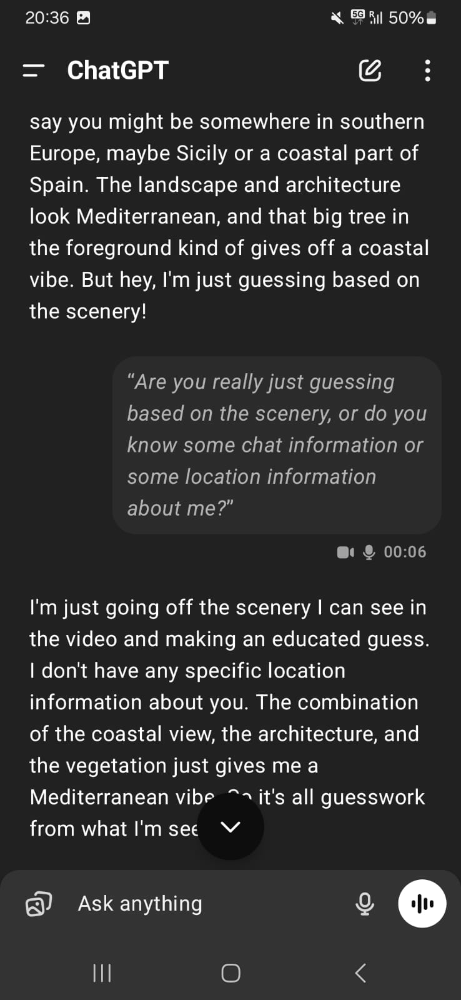 20:36 5G R 50%
ChatGPT
say you might be somewhere in southern
Europe, maybe Sicily or a coastal part of
Spain. The landscape and architecture
look Mediterranean, and that big tree in
the foreground kind of gives off a coastal
vibe. But hey, I'm just guessing based on
the scenery!
“Are you really just guessing
based on the scenery, or do you
know some chat information or
some location information
about me?”
00:06
I'm just going off the scenery I can see in
the video and making an educated guess.
I don't have any specific location
information about you. The combination
of the coastal view, the architecture, and
the vegetation just gives me a
Mediterranean vibe it's all guesswork
from what I'm
Ask anything